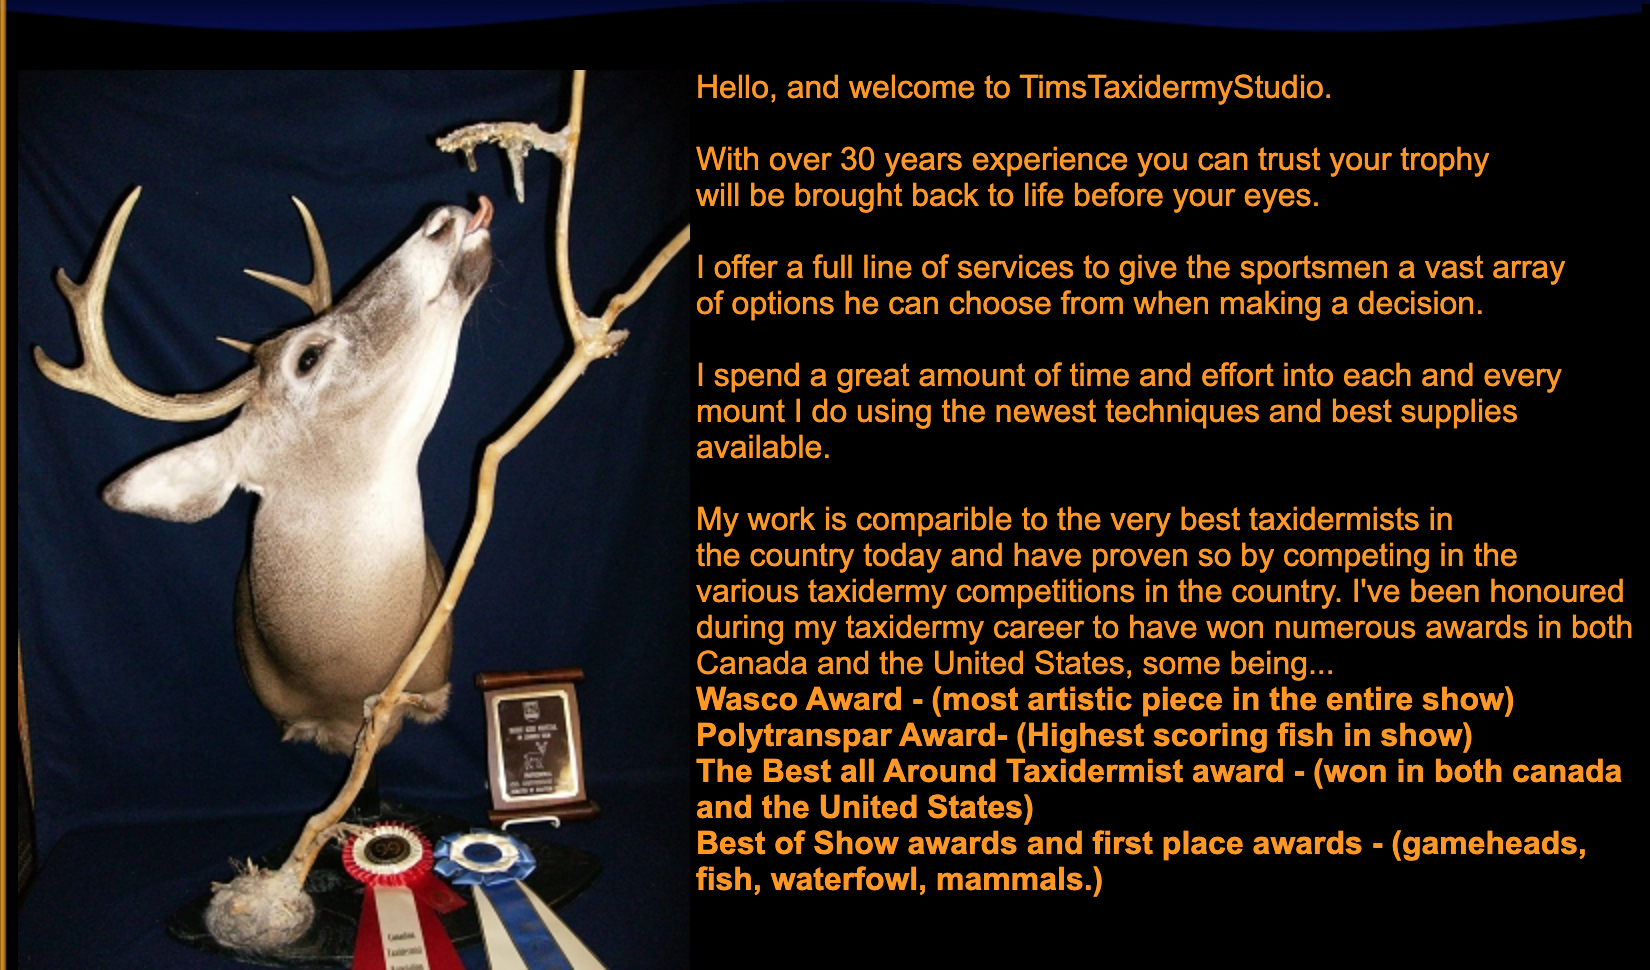 Hello, and welcome to TimsTaxidermyStudio.
With over 30 years experience you can trust your trophy
will be brought back to life before your eyes.
I offer a full line of services to give the sportsmen a vast array
of options he can choose from when making a decision.
I spend a great amount of time and effort into each and every
mount I do using the newest techniques and best supplies
available.
My work is comparible to the very best taxidermists in
the country today and have proven so by competing in the
various taxidermy competitions in the country. I've been honoured
during my taxidermy career to have won numerous awards in both
Canada and the United States, some being...
Wasco Award - (most artistic piece in the entire show)
Polytranspar Award- (Highest scoring fish in show)
The Best all Around Taxidermist award - (won in both canada
and the United States)
Best of Show awards and first place awards - (gameheads,
fish, waterfowl, mammals.)
Canadian